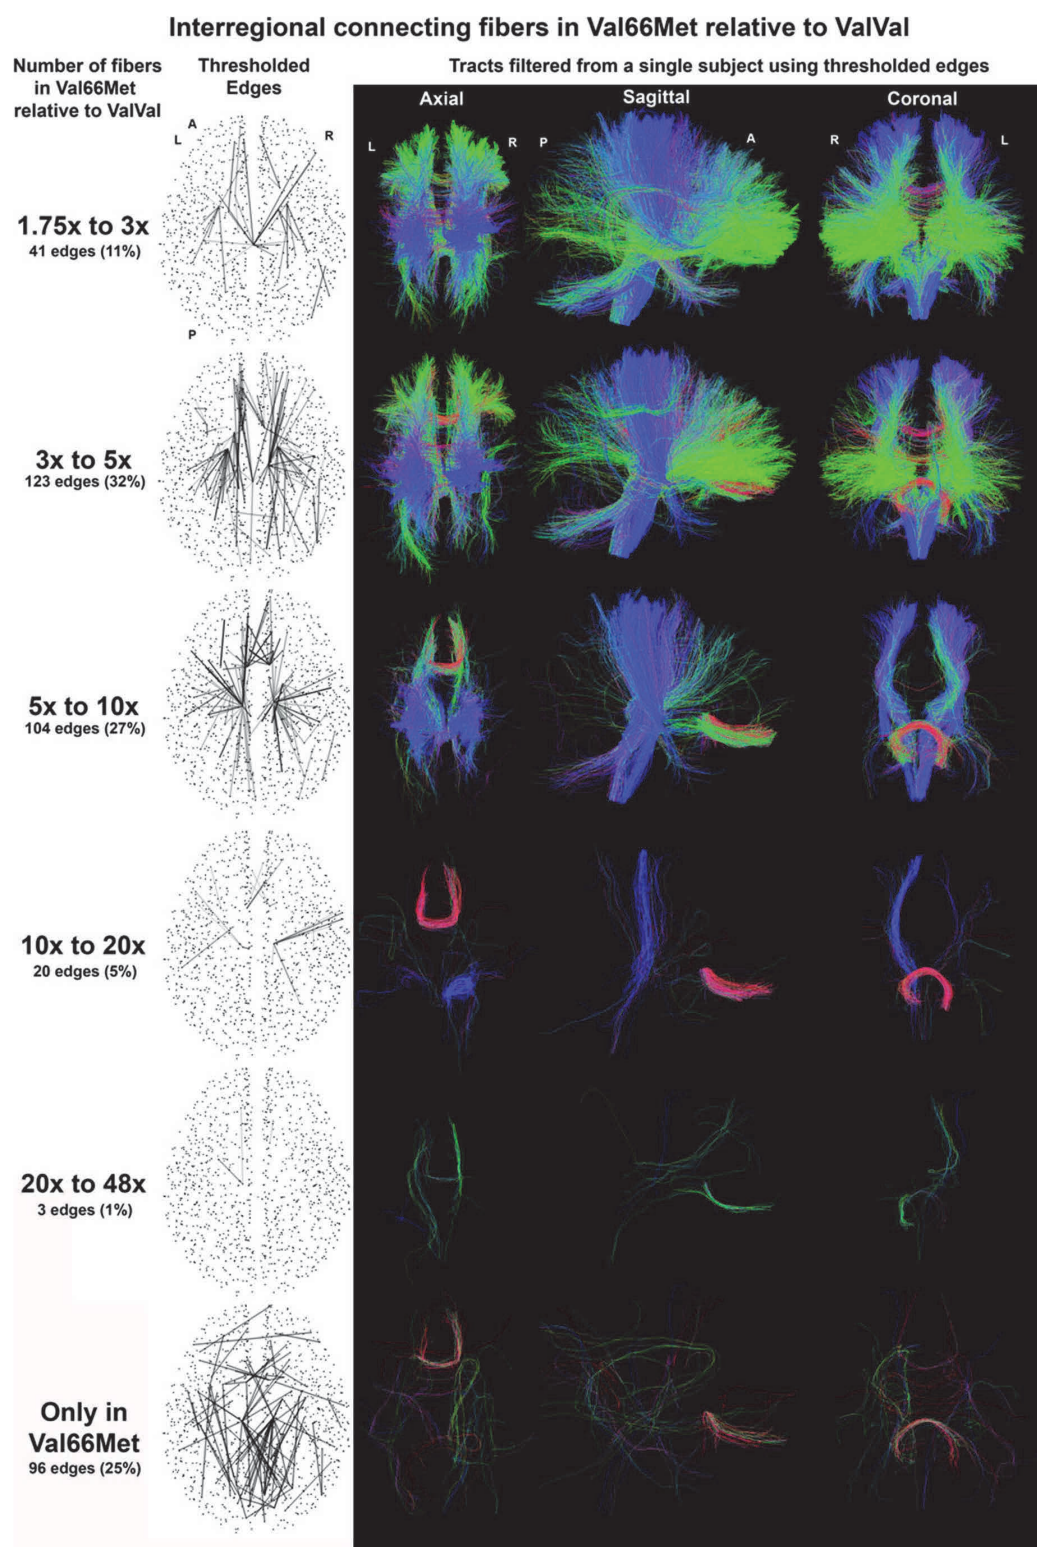 Interregional connecting fibers in Val66Met relative to ValVal
Number of fibers
in Val66Met
relative to ValVal
Thresholded
Edges
Tracts filtered from a single subject using thresholded edges
Axial
Sagittal
Coronal
A
L
R
P
L
R
P
A
R
L
1.75x to 3x
41 edges (11%)
3x to 5x
123 edges (32%)
5x to 10x
104 edges (27%)
10x to 20x
20 edges (5%)
20x to 48x
3 edges (1%)
Only in
Val66Met
96 edges (25%)